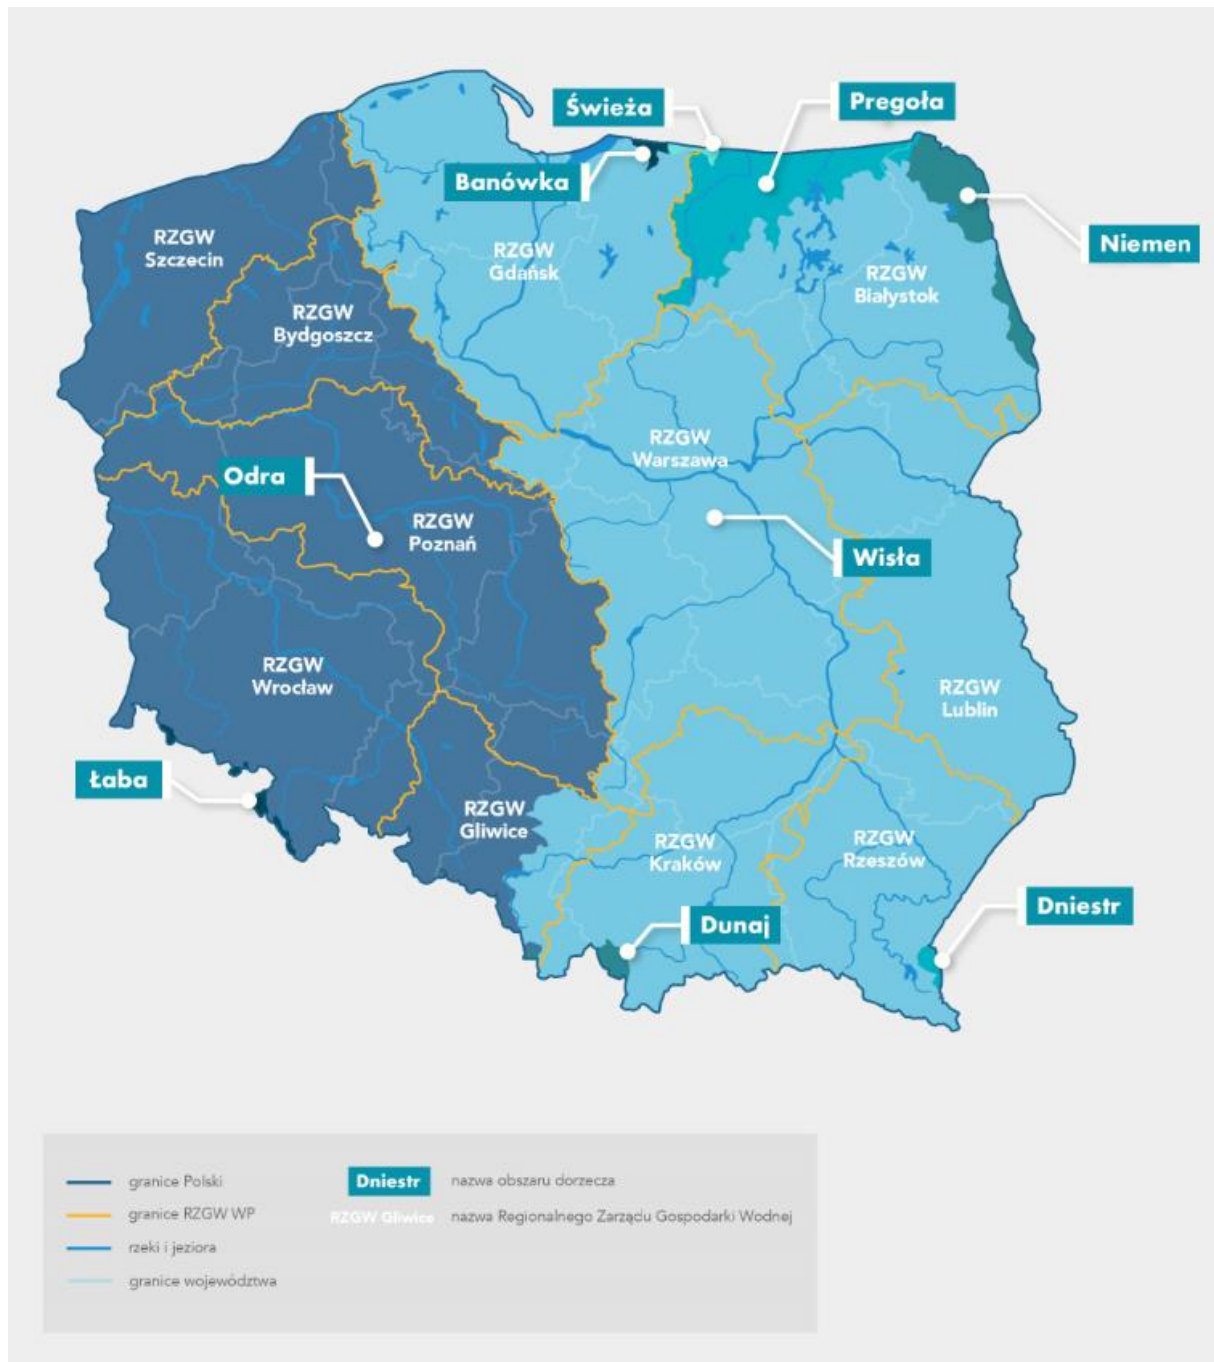 Świeża
Pregoła
Banówka
Niemen
RZGW
Szczecin
RZGW
Gdańsk
RZGW
Białystok
RZGW
Bydgoszcz
RZGW
Warszawa
Odra
RZGW
Poznań
Wisła
RZGW
Wrocław
RZGW
Lublin
Łaba
RZGW
Gliwice
RZGW
Kraków
RZGW
Rzeszów
Dunaj
Dniestr
granice Polski
granice RZGW WP
rzeki i jeziora
granice województwa
Dniestr nazwa obszaru dorzecza
RZGW Gliwice nazwa Regionalnego Zarządu Gospodarki Wodnej